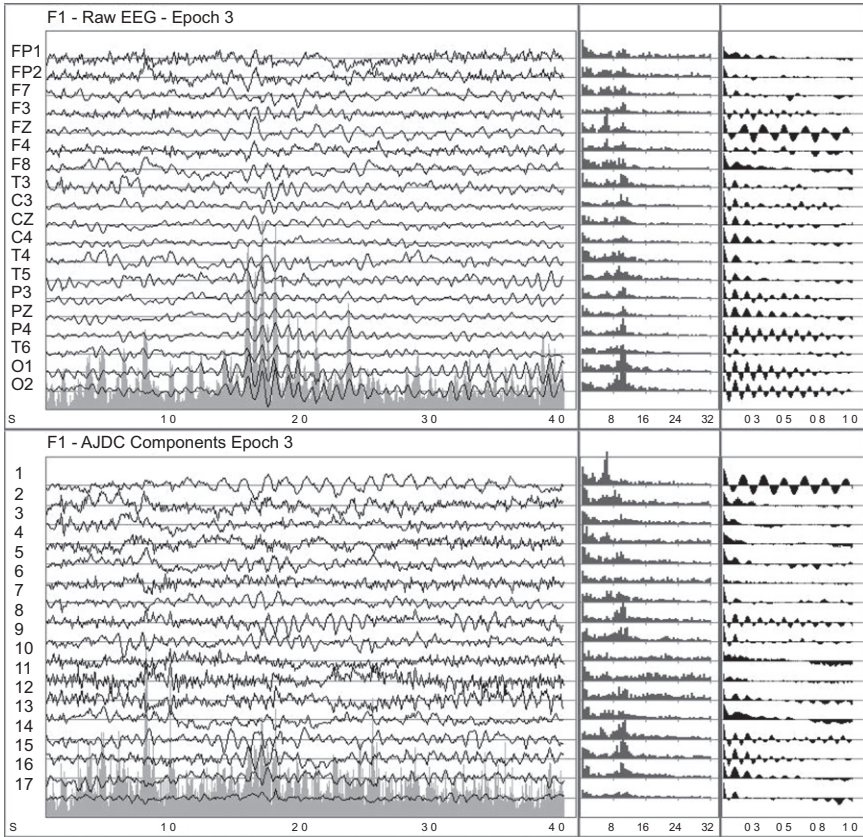 F1 - Raw EEG - Epoch 3
FP1
FP2
F7
F3
FZ
F4
F8
T3
C3
CZ
C4
T4
T5
P3
PZ
P4
T6
O1
O2
S 10 20 30 40 8 16 24 32 03 05 08 10
F1 - AJDC Components Epoch 3
1
2
3
4
5
6
7
8
9
10
11
12
13
14
15
16
17
S 10 20 30 40 8 16 24 32 03 05 08 10